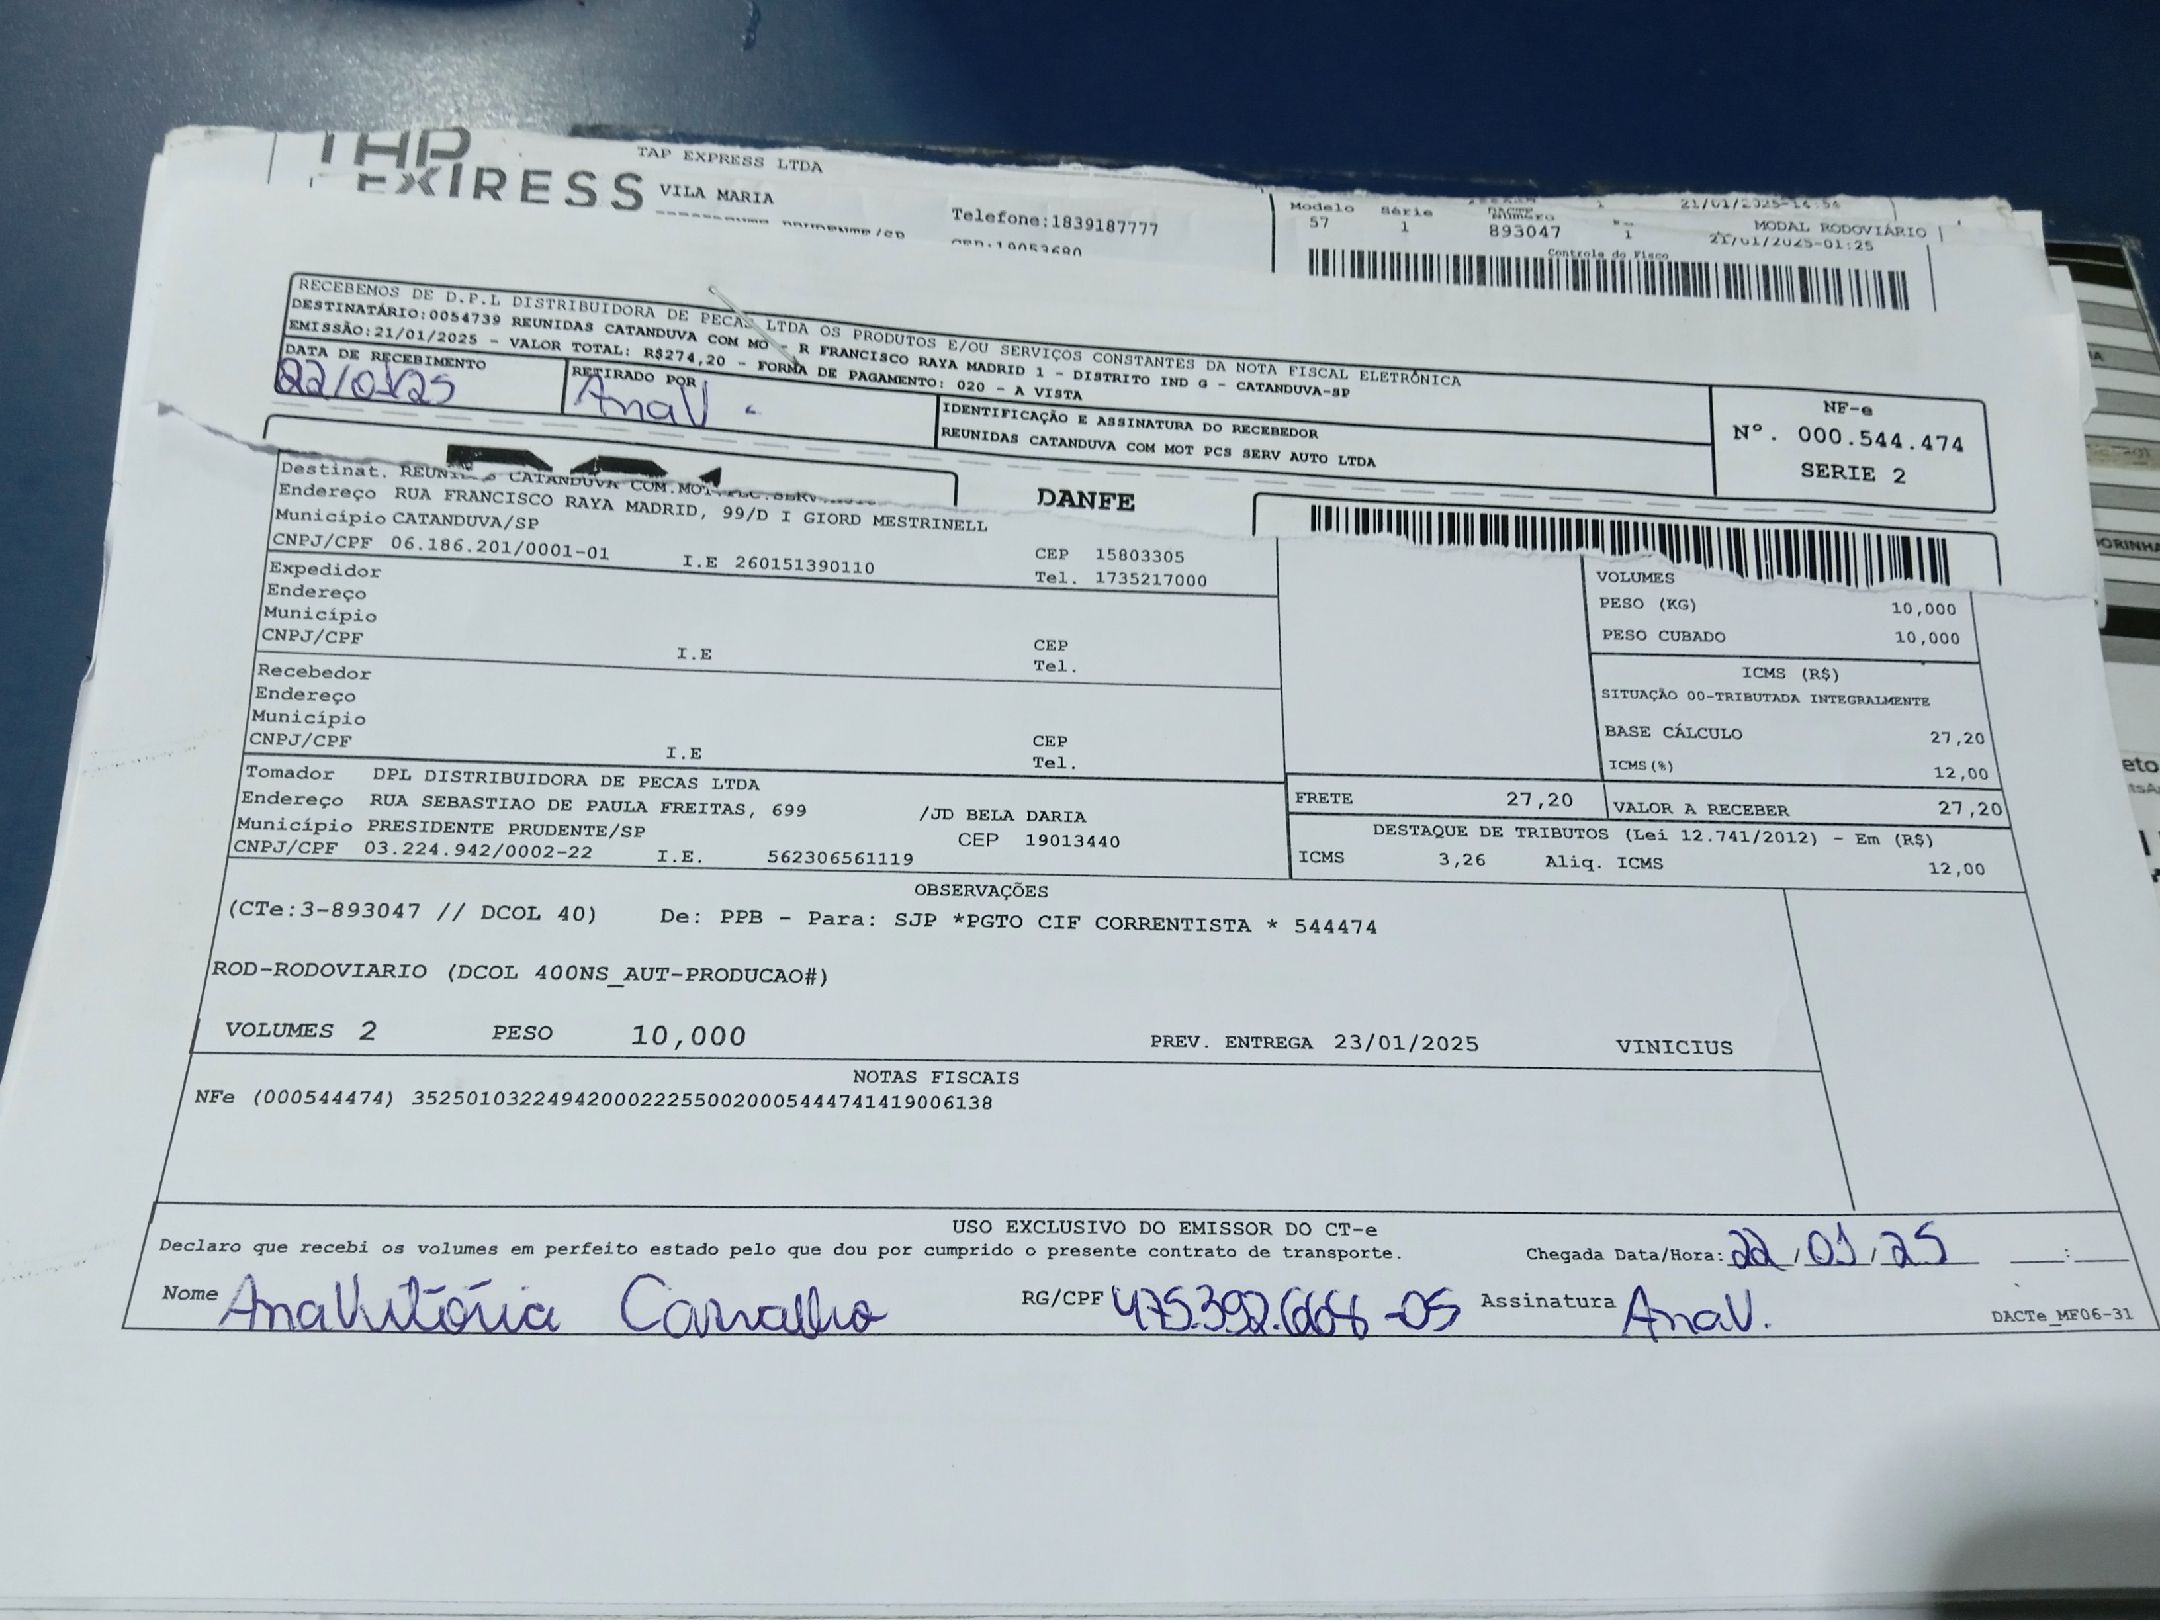 EXPRESS
TAP EXPRESS LTDA
VILA MARIA
Telefone:1839187777
Modelo Série Número
57 1 893047 1 21/01/2025-01:25
MODAL RODOVIÁRIO
Controle do Fisco
RECEBEMOS DE D.P.L DISTRIBUIDORA DE PECAS LTDA OS PRODUTOS E/OU SERVIÇOS CONSTANTES DA NOTA FISCAL ELETRÔNICA
DESTINATÁRIO:0054739 REUNIDAS CATANDUVA COM MO - R FRANCISCO RAYA MADRID 1 - DISTRITO IND G - CATANDUVA-SP
EMISSÃO:21/01/2025 - VALOR TOTAL: R$274,20 - FORMA DE PAGAMENTO: 020 - A VISTA
DATA DE RECEBIMENTO
22/01/25
RETIRADO POR
Ana V.
IDENTIFICAÇÃO E ASSINATURA DO RECEBEDOR
REUNIDAS CATANDUVA COM MOT PCS SERV AUTO LTDA
NF-e
Nº. 000.544.474
SERIE 2
DANFE
Destinat. REUNIDAS CATANDUVA COM.MOT.
Endereço RUA FRANCISCO RAYA MADRID, 99/D I GIORD MESTRINELL
Município CATANDUVA/SP CEP 15803305
CNPJ/CPF 06.186.201/0001-01 I.E 260151390110 Tel. 1735217000
Expedidor
Endereço
Município CEP
CNPJ/CPF I.E Tel.
Recebedor
Endereço
Município CEP
CNPJ/CPF I.E Tel.
Tomador DPL DISTRIBUIDORA DE PECAS LTDA
Endereço RUA SEBASTIAO DE PAULA FREITAS, 699 /JD BELA DARIA
Município PRESIDENTE PRUDENTE/SP CEP 19013440
CNPJ/CPF 03.224.942/0002-22 I.E. 562306561119
VOLUMES
PESO (KG) 10,000
PESO CUBADO 10,000
ICMS (R$)
SITUAÇÃO 00-TRIBUTADA INTEGRALMENTE
BASE CÁLCULO 27,20
ICMS(%) 12,00
FRETE 27,20 VALOR A RECEBER 27,20
DESTAQUE DE TRIBUTOS (Lei 12.741/2012) - Em (R$)
ICMS 3,26 Aliq. ICMS 12,00
OBSERVAÇÕES
(CTe:3-893047 // DCOL 40) De: PPB - Para: SJP *PGTO CIF CORRENTISTA * 544474
ROD-RODOVIARIO (DCOL 400NS_AUT-PRODUCAO#)
VOLUMES 2 PESO 10,000 PREV. ENTREGA 23/01/2025 VINICIUS
NOTAS FISCAIS
NFe (000544474) 35250103224942000222550020005444741419006138
USO EXCLUSIVO DO EMISSOR DO CT-e
Declaro que recebi os volumes em perfeito estado pelo que dou por cumprido o presente contrato de transporte. Chegada Data/Hora: 22/01/25 __:__
Nome Ana Vitória Carvalho RG/CPF Assinatura Ana V.
DACTe_MF06-31